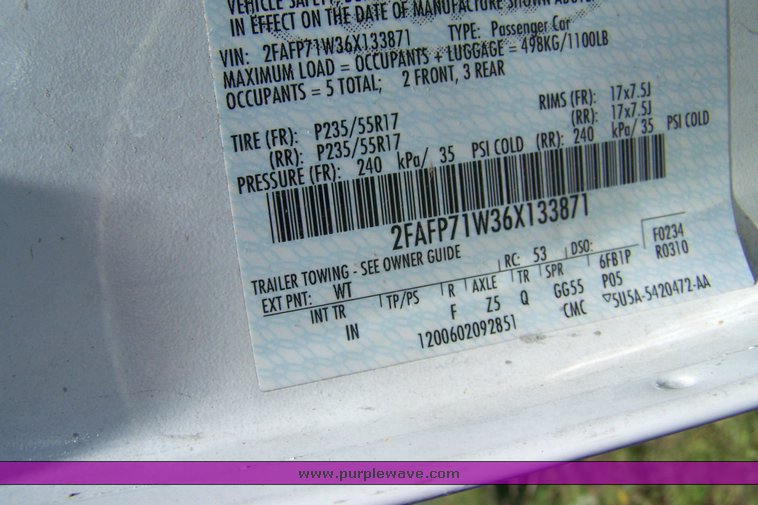 VEHICLE SAFETY,
IN EFFECT ON THE DATE OF MANUFACTURE SHOWN ABOVE
VIN: 2FAFP71W36X133871 TYPE: Passenger Car
MAXIMUM LOAD = OCCUPANTS + LUGGAGE = 498KG/1100LB
OCCUPANTS = 5 TOTAL; 2 FRONT, 3 REAR
TIRE (FR): P235/55R17 RIMS (FR): 17x7.5J
(RR): P235/55R17 (RR): 17x7.5J
PRESSURE (FR): 240 kPa/ 35 PSI COLD (RR): 240 kPa/ 35 PSI COLD
2FAFP71W36X133871
TRAILER TOWING - SEE OWNER GUIDE
EXT PNT: WT RC: 53 DSO: F0234
6FB1P R0310
INT TR TP/PS R AXLE TR SPR P05
IN F Z5 Q GG55 5U5A-5420472-AA
1200602092851 CMC
www.purplewave.com